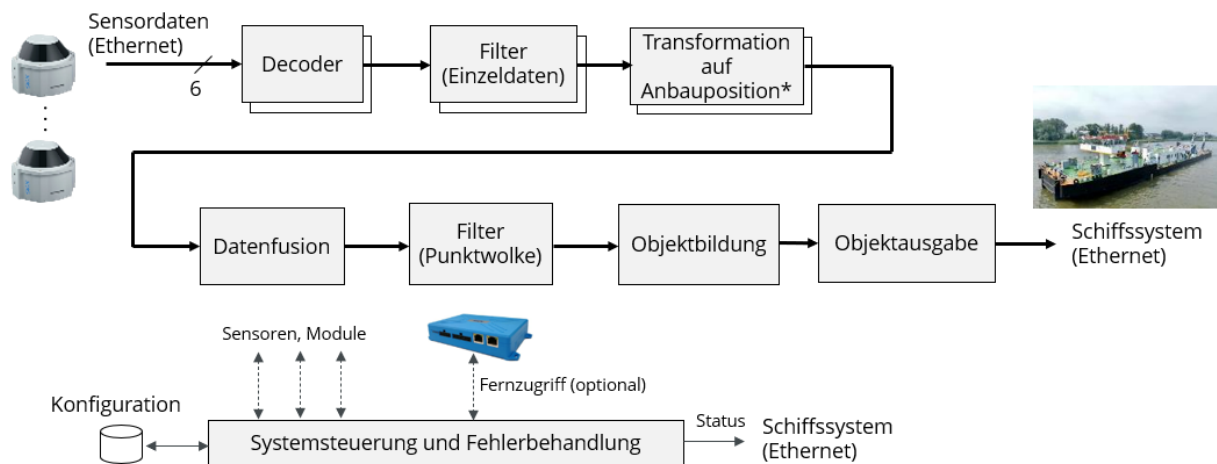 Sensordaten
(Ethernet)
6
Decoder
Filter
(Einzeldaten)
Transformation
auf
Anbauposition*
Datenfusion
Filter
(Punktwolke)
Objektbildung
Objektausgabe
Schiffssystem
(Ethernet)
Sensoren, Module
Fernzugriff (optional)
Konfiguration
Systemsteuerung und Fehlerbehandlung
Status
Schiffssystem
(Ethernet)